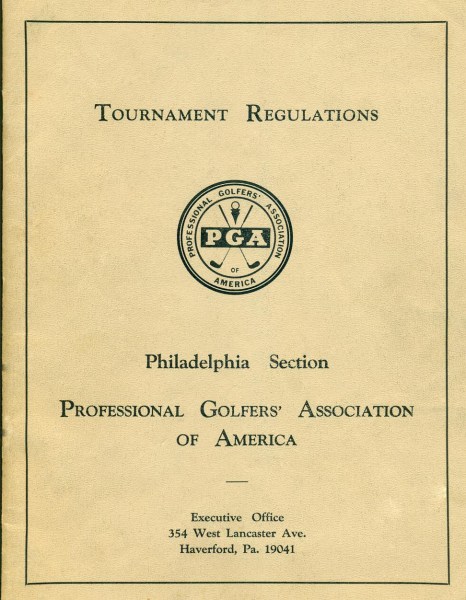 TOURNAMENT REGULATIONS
PROFESSIONAL GOLFERS' ASSOCIATION
PGA
OF
AMERICA
Philadelphia Section
PROFESSIONAL GOLFERS' ASSOCIATION
OF AMERICA
Executive Office
354 West Lancaster Ave.
Haverford, Pa. 19041